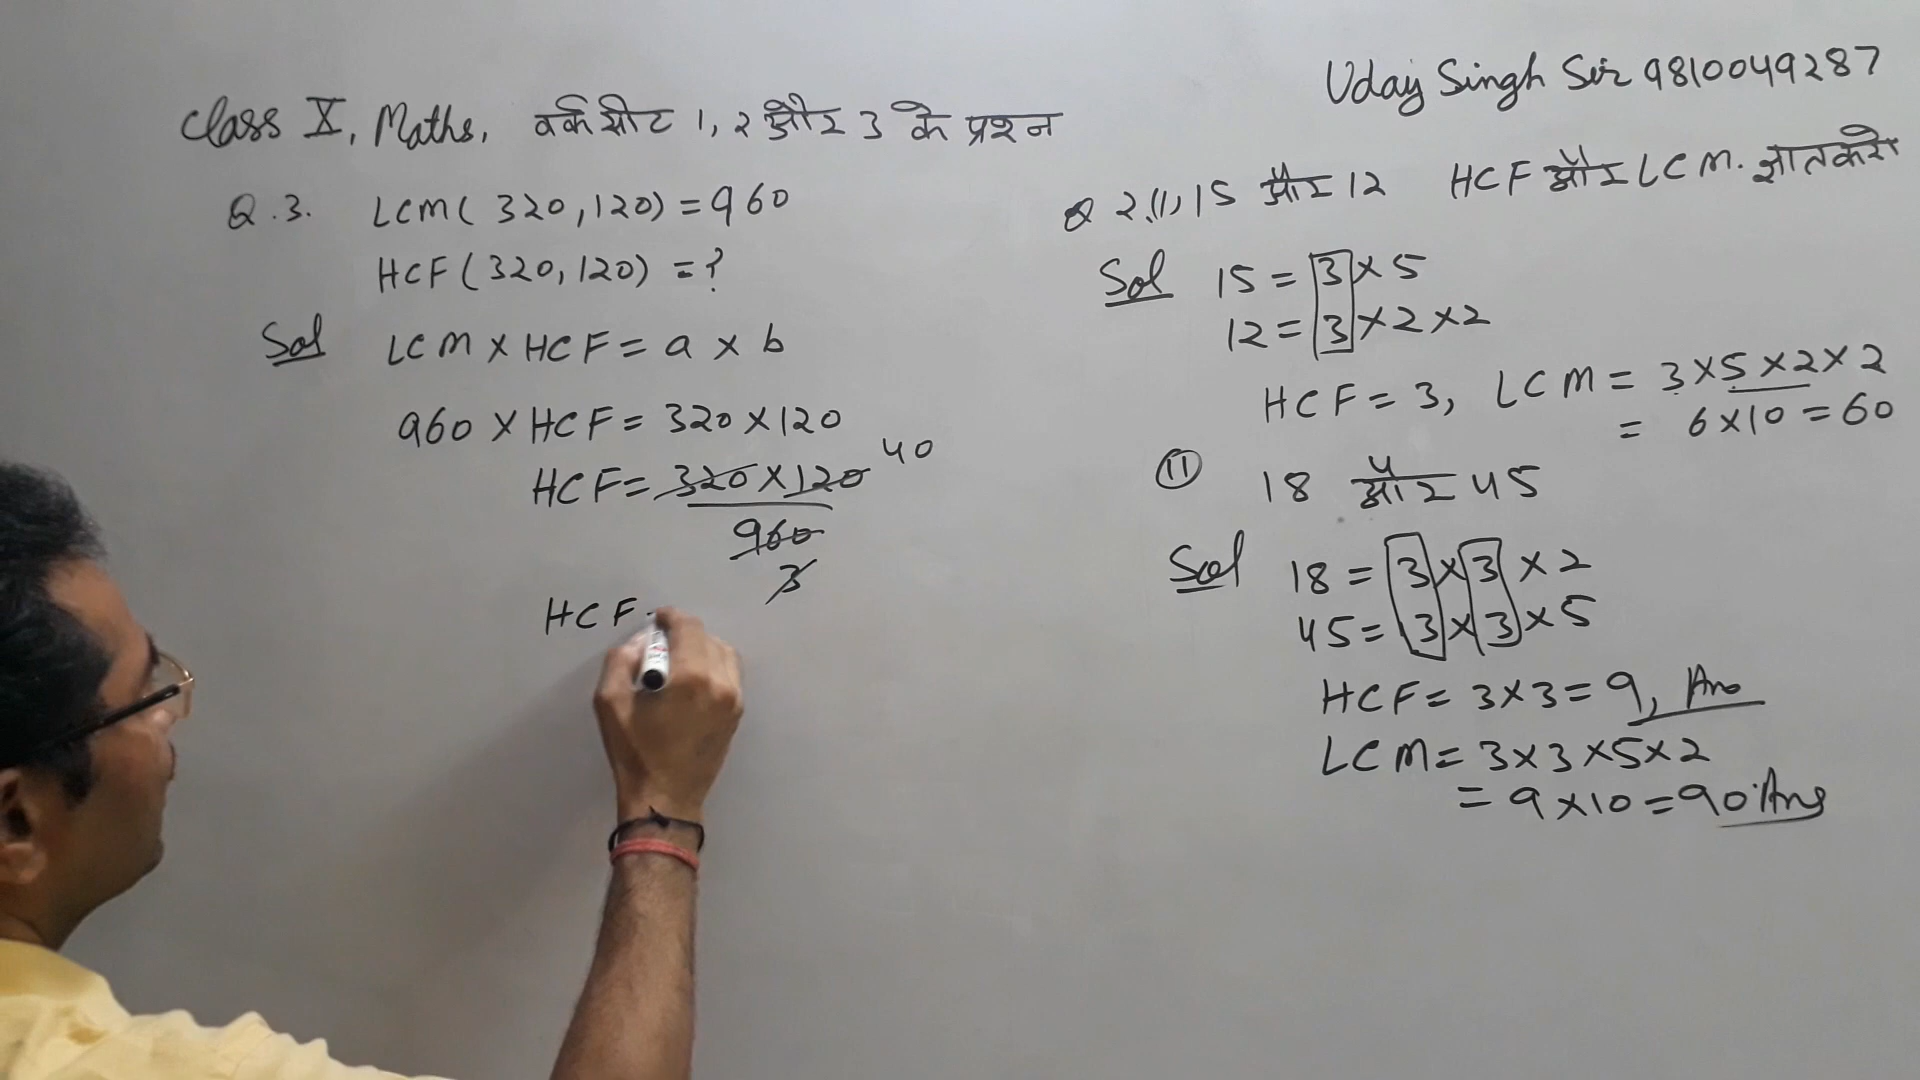 Class X, Maths, वर्कशीट 1, 2 और 3 के प्रश्न
Q.3. LCM(320,120)=960
HCF(320,120)=?
Sol LCM×HCF=a×b
960×HCF=320×120
HCF=320×120 40
960
3
HCF-
Uday Singh Sir 9810049287
Q 2.(1) 15 और 12 HCF और LCM. ज्ञात करो
Sol 15=3×5
12=3×2×2
HCF=3, LCM=3×5×2×2
=6×10=60
(11) 18 और 45
Sol 18=3×3×2
45=3×3×5
HCF=3×3=9, Ans
LCM=3×3×5×2
=9×10=90.Ans